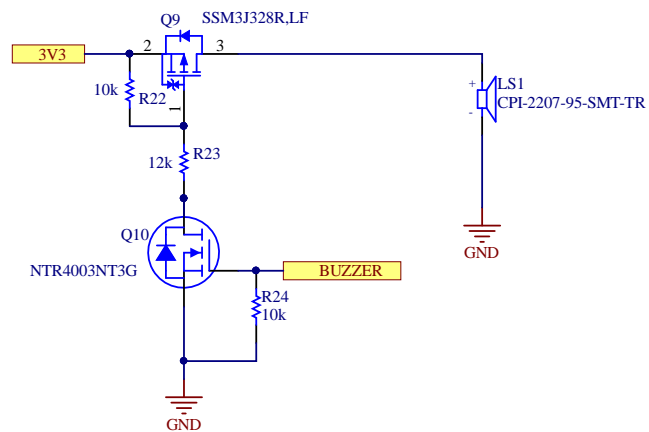 Q9
SSM3J328R,LF
3V3
2
3
10k
R22
1
+
LS1
CPI-2207-95-SMT-TR
-
R23
12k
Q10
NTR4003NT3G
BUZZER
R24
10k
GND
GND